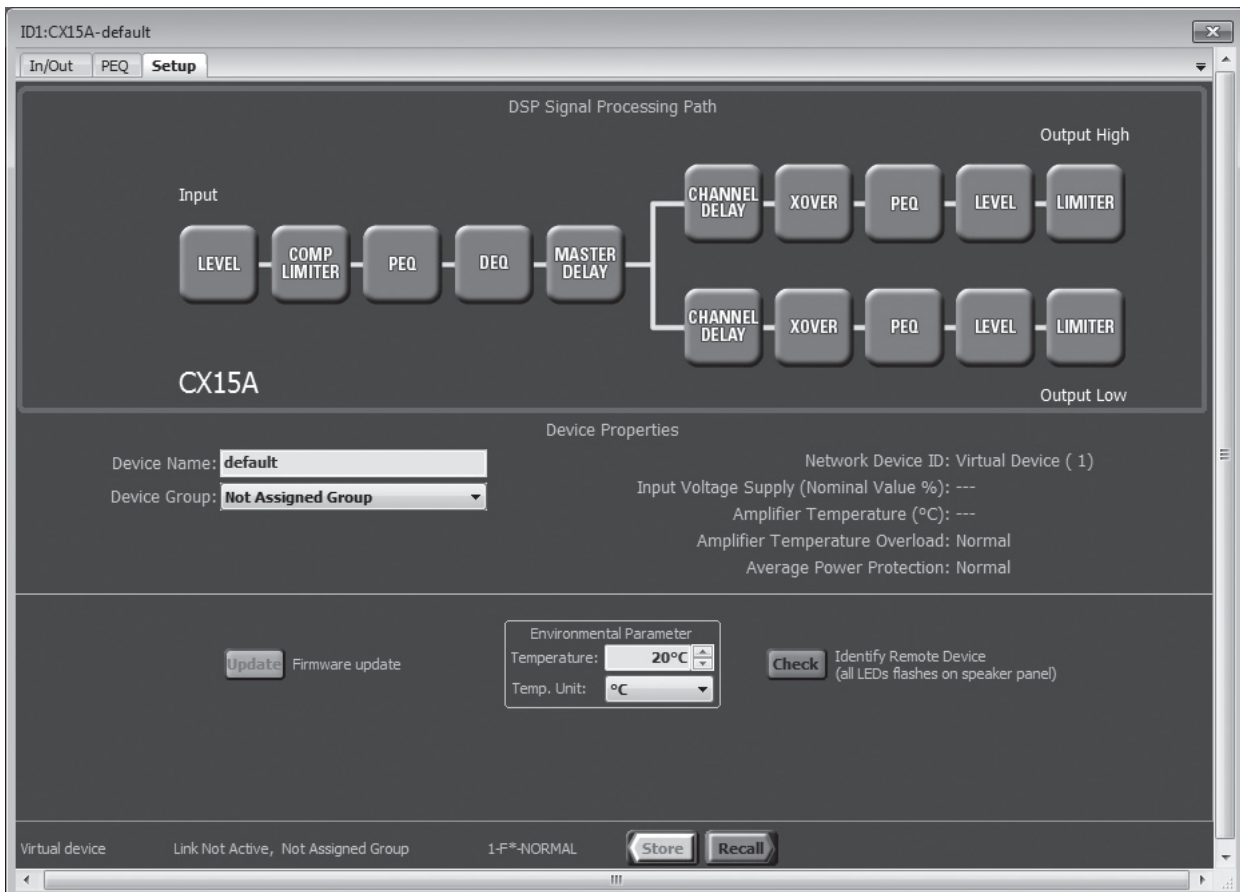 ID1:CX15A-default
In/Out PEQ Setup
DSP Signal Processing Path
Output High
Input
CHANNEL DELAY XOVER PEQ LEVEL LIMITER
LEVEL COMP LIMITER PEQ DEQ MASTER DELAY
CHANNEL DELAY XOVER PEQ LEVEL LIMITER
CX15A
Output Low
Device Properties
Device Name: default
Device Group: Not Assigned Group
Network Device ID: Virtual Device ( 1)
Input Voltage Supply (Nominal Value %): ---
Amplifier Temperature (°C): ---
Amplifier Temperature Overload: Normal
Average Power Protection: Normal
Update Firmware update
Environmental Parameter
Temperature: 20°C
Temp. Unit: °C
Check Identify Remote Device
(all LEDs flashes on speaker panel)
Virtual device Link Not Active, Not Assigned Group 1-F*-NORMAL Store Recall